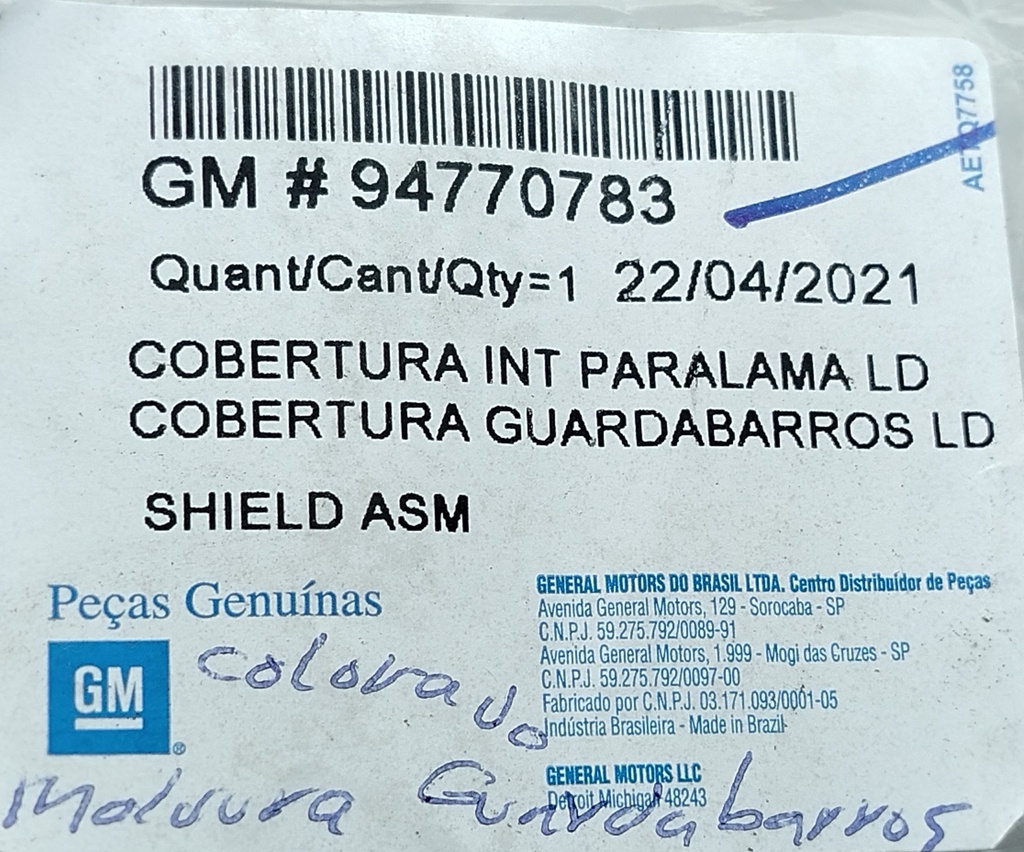 AETQ7758
GM # 94770783
Quant/Cant/Qty=1 22/04/2021
COBERTURA INT PARALAMA LD
COBERTURA GUARDABARROS LD
SHIELD ASM
Peças Genuínas
GM
®
colorado
GENERAL MOTORS DO BRASIL LTDA. Centro Distribuidor de Peças
Avenida General Motors, 129 - Sorocaba - SP
C.N.P.J. 59.275.792/0089-91
Avenida General Motors, 1.999 - Mogi das Cruzes - SP
C.N.P.J. 59.275.792/0097-00
Fabricado por C.N.P.J. 03.171.093/0001-05
Indústria Brasileira - Made in Brazil
GENERAL MOTORS LLC
Detroit Michigan 48243
Moldura Guardabarros